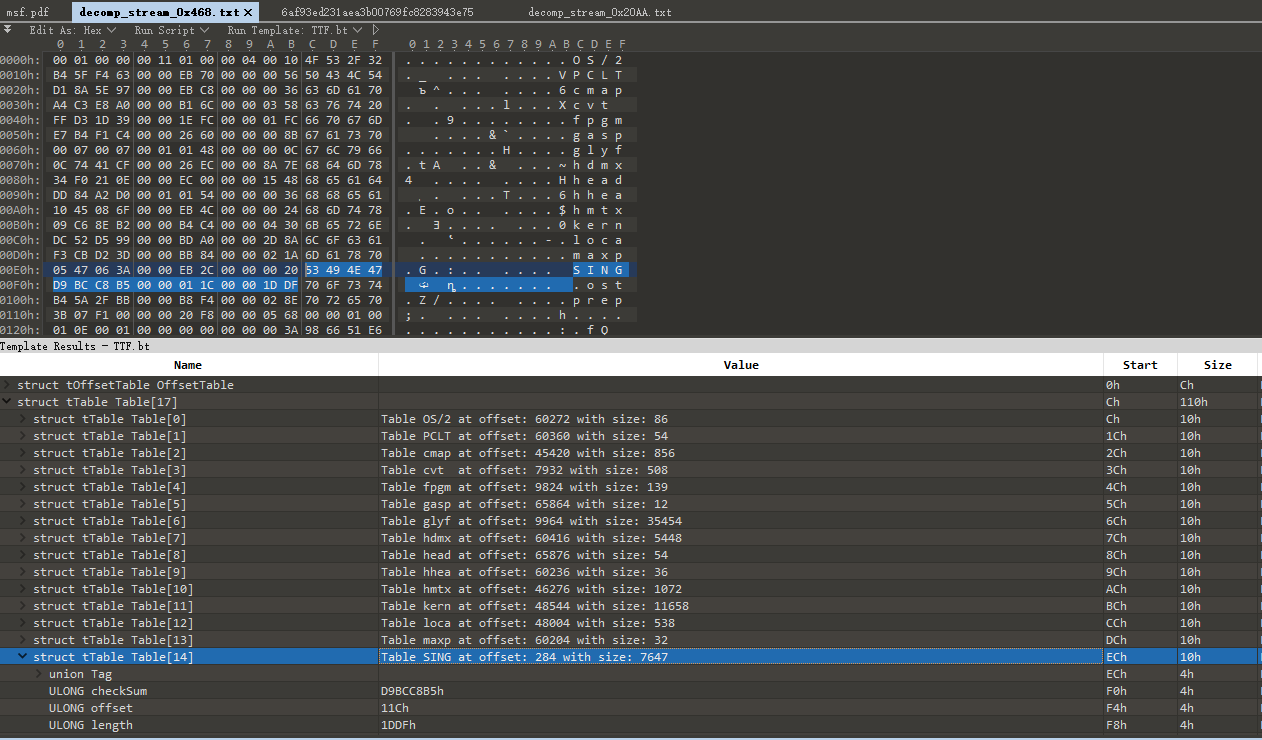 msf.pdf decomp_stream_0x468.txt × 6af93ed231aea3b00769fc8283943e75 decomp_stream_0x20AA.txt
Edit As: Hex Run Script Run Template: TTF.bt
0 1 2 3 4 5 6 7 8 9 A B C D E F 0123456789ABCDEF
0000h: 00 01 00 00 00 11 01 00 00 04 00 10 4F 53 2F 32 ............OS/2
0010h: B4 5F F4 63 00 00 EB 70 00 00 00 56 50 43 4C 54 ._.........VPCLT
0020h: D1 8A 5E 97 00 00 EB C8 00 00 00 36 63 6D 61 70
0030h: A4 C3 E8 A0 00 00 B1 6C 00 00 03 58 63 76 74 20
0040h: FF D3 1D 39 00 00 1E FC 00 00 01 FC 66 70 67 6D
0050h: E7 B4 F1 C4 00 00 26 60 00 00 00 8B 67 61 73 70
0060h: 00 07 00 07 00 01 01 48 00 00 00 0C 67 6C 79 66 .......H....glyf
0070h: 0C 74 41 CF 00 00 26 EC 00 00 8A 7E 68 64 6D 78
0080h: 34 F0 21 0E 00 00 EC 00 00 00 15 48 68 65 61 64
0090h: DD 84 A2 D0 00 01 01 54 00 00 00 36 68 68 65 61
00A0h: 10 45 08 6F 00 00 EB 4C 00 00 00 24 68 6D 74 78
00B0h: 09 C6 8E B2 00 00 B4 C4 00 00 04 30 6B 65 72 6E
00C0h: DC 52 D5 99 00 00 BD A0 00 00 2D 8A 6C 6F 63 61
00D0h: F3 CB D2 3D 00 00 BB 84 00 00 02 1A 6D 61 78 70
00E0h: 05 47 06 3A 00 00 EB 2C 00 00 00 20 53 49 4E 47
00F0h: D9 BC C8 B5 00 00 01 1C 00 00 1D DF 70 6F 73 74
0100h: B4 5A 2F BB 00 00 B8 F4 00 00 02 8E 70 72 65 70
0110h: 3B 07 F1 00 00 00 20 F8 00 00 05 68 00 00 01 00
0120h: 01 0E 00 01 00 00 00 00 00 00 00 3A 98 66 51 E6
Template Results - TTF.bt
Name Value Start Size
struct tOffsetTable OffsetTable 0h Ch
struct tTable Table[17] Ch 110h
struct tTable Table[0] Table OS/2 at offset: 60272 with size: 86 Ch 10h
struct tTable Table[1] Table PCLT at offset: 60360 with size: 54 1Ch 10h
struct tTable Table[2] Table cmap at offset: 45420 with size: 856 2Ch 10h
struct tTable Table[3] Table cvt at offset: 7932 with size: 508 3Ch 10h
struct tTable Table[4] Table fpgm at offset: 9824 with size: 139 4Ch 10h
struct tTable Table[5] Table gasp at offset: 65864 with size: 12 5Ch 10h
struct tTable Table[6] Table glyf at offset: 9964 with size: 35454 6Ch 10h
struct tTable Table[7] Table hdmx at offset: 60416 with size: 5448 7Ch 10h
struct tTable Table[8] Table head at offset: 65876 with size: 54 8Ch 10h
struct tTable Table[9] Table hhea at offset: 60236 with size: 36 9Ch 10h
struct tTable Table[10] Table hmtx at offset: 46276 with size: 1072 ACh 10h
struct tTable Table[11] Table kern at offset: 48544 with size: 11658 BCh 10h
struct tTable Table[12] Table loca at offset: 48004 with size: 538 CCh 10h
struct tTable Table[13] Table maxp at offset: 60204 with size: 32 DCh 10h
struct tTable Table[14] Table SING at offset: 284 with size: 7647 ECh 10h
union Tag ECh 4h
ULONG checkSum D9BCC8B5h F0h 4h
ULONG offset 11Ch F4h 4h
ULONG length 1DDFh F8h 4h